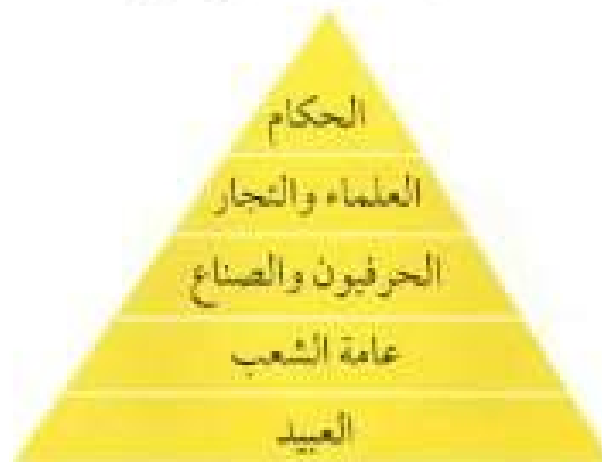 الحكام
العلماء والتجار
الحرفيون والصناع
عامة الشعب
العبيد